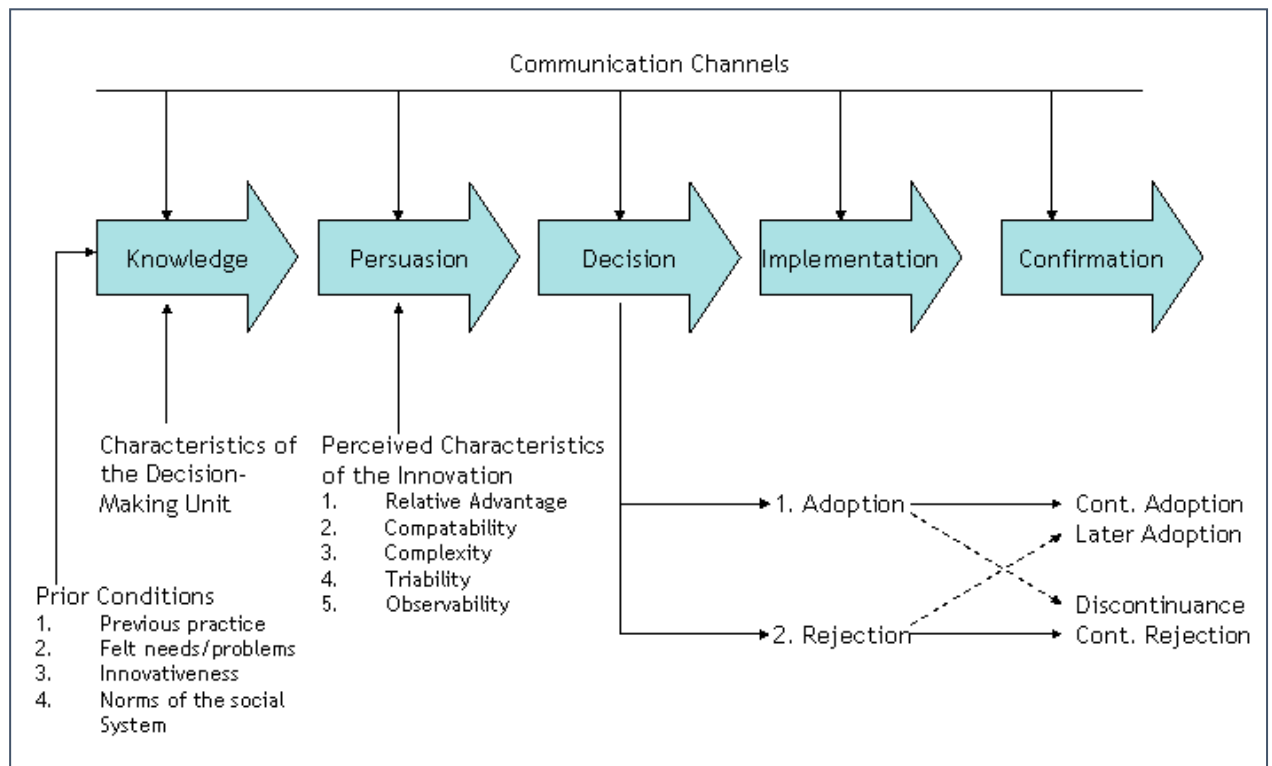 Communication Channels
Knowledge
Persuasion
Decision
Implementation
Confirmation
Characteristics of
the Decision-
Making Unit
Perceived Characteristics
of the Innovation
1. Relative Advantage
2. Compatability
3. Complexity
4. Triability
5. Observability
1. Adoption
Cont. Adoption
Later Adoption
Discontinuance
2. Rejection
Cont. Rejection
Prior Conditions
1. Previous practice
2. Felt needs/problems
3. Innovativeness
4. Norms of the social
System